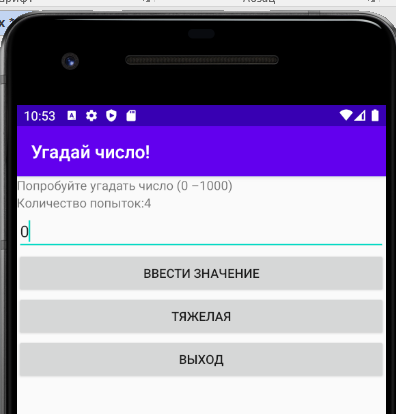 10:53
Угадай число!
Попробуйте угадать число (0 –1000)
Количество попыток:4
0
ВВЕСТИ ЗНАЧЕНИЕ
ТЯЖЕЛАЯ
ВЫХОД